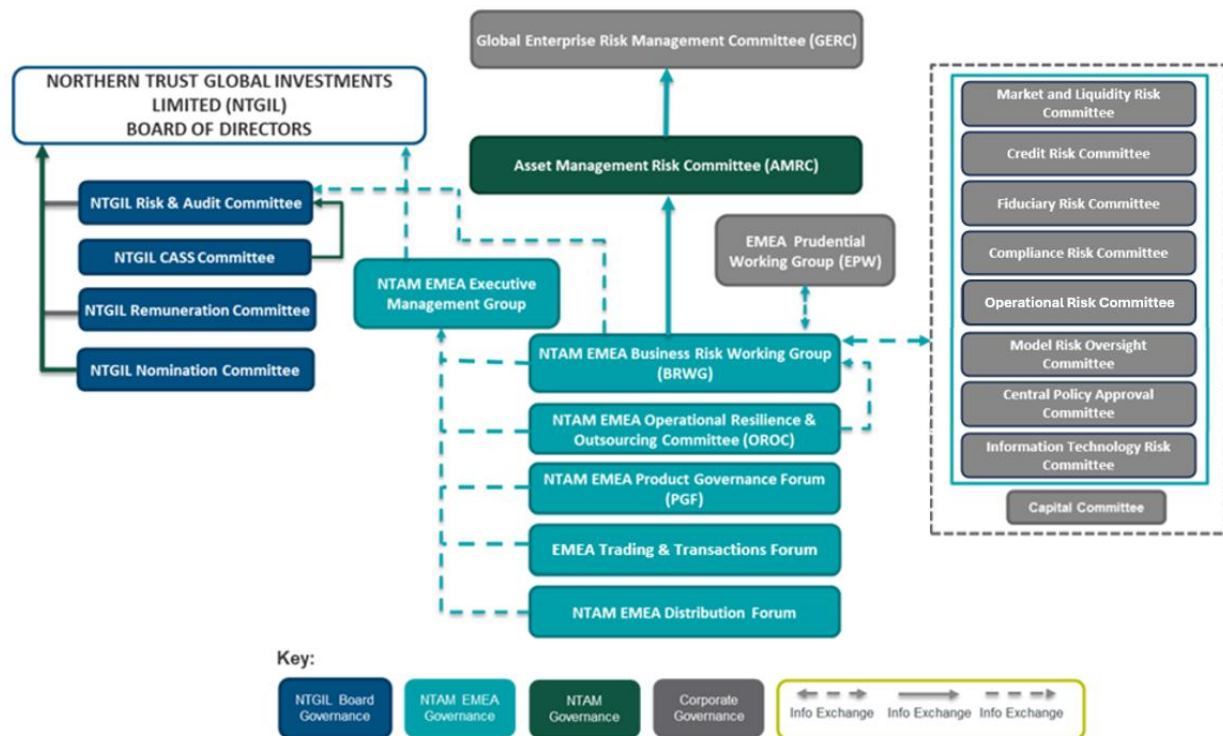 Global Enterprise Risk Management Committee (GERC)
NORTHERN TRUST GLOBAL INVESTMENTS
LIMITED (NTGIL)
BOARD OF DIRECTORS
Asset Management Risk Committee (AMRC)
NTGIL Risk & Audit Committee
NTGIL CASS Committee
NTGIL Remuneration Committee
NTGIL Nomination Committee
NTAM EMEA Executive
Management Group
EMEA Prudential
Working Group (EPW)
NTAM EMEA Business Risk Working Group
(BRWG)
NTAM EMEA Operational Resilience &
Outsourcing Committee (OROC)
NTAM EMEA Product Governance Forum
(PGF)
EMEA Trading & Transactions Forum
NTAM EMEA Distribution Forum
Market and Liquidity Risk
Committee
Credit Risk Committee
Fiduciary Risk Committee
Compliance Risk Committee
Operational Risk Committee
Model Risk Oversight
Committee
Central Policy Approval
Committee
Information Technology Risk
Committee
Capital Committee
Key:
NTGIL Board
Governance
NTAM EMEA
Governance
NTAM
Governance
Corporate
Governance
Info Exchange
Info Exchange
Info Exchange